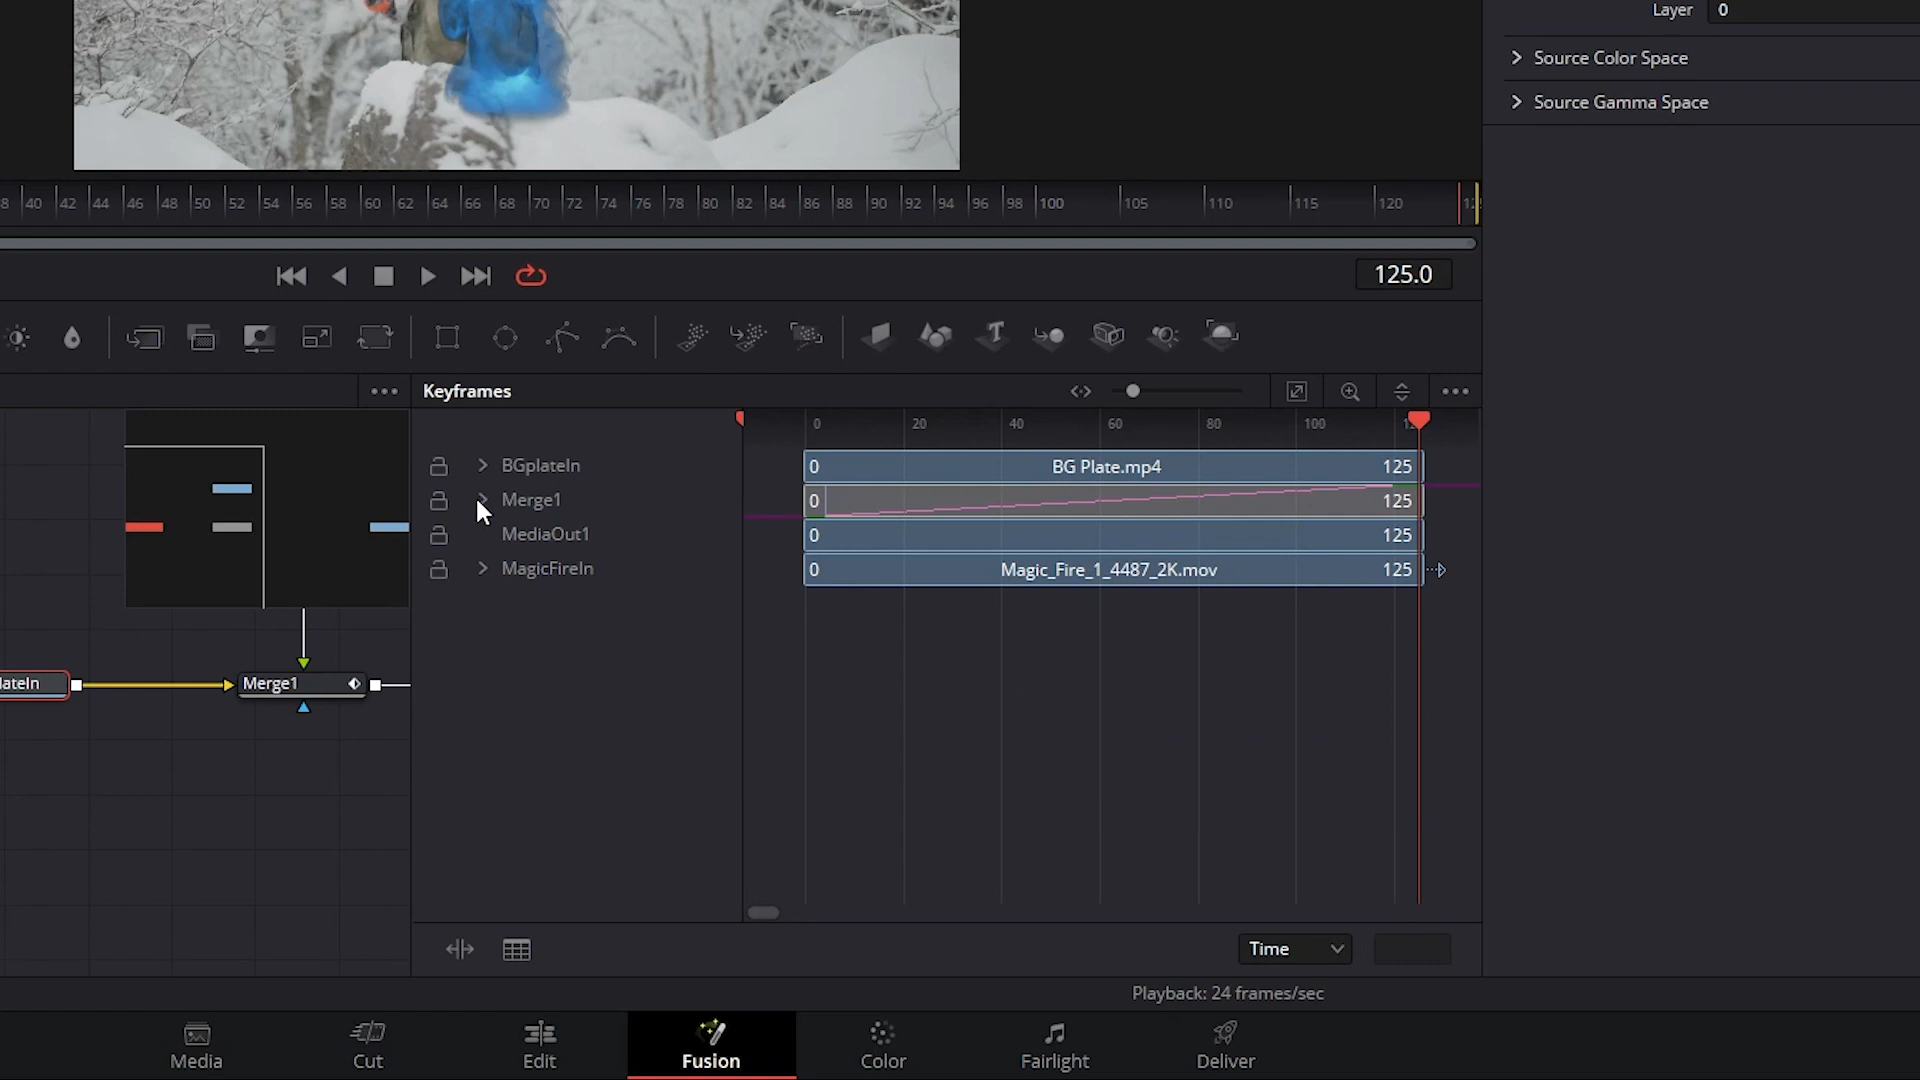 Layer 0
Source Color Space
Source Gamma Space
40 42 44 46 48 50 52 54 56 58 60 62 64 66 68 70 72 74 76 78 80 82 84 86 88 90 92 94 96 98 100 105 110 115 120
125.0
Keyframes
0 20 40 60 80 100
BGplateIn 0 BG Plate.mp4 125
Merge1 0 125
MediaOut1 0 125
MagicFireIn 0 Magic_Fire_1_4487_2K.mov 125
lateIn Merge1
Time
Playback: 24 frames/sec
Media Cut Edit Fusion Color Fairlight Deliver